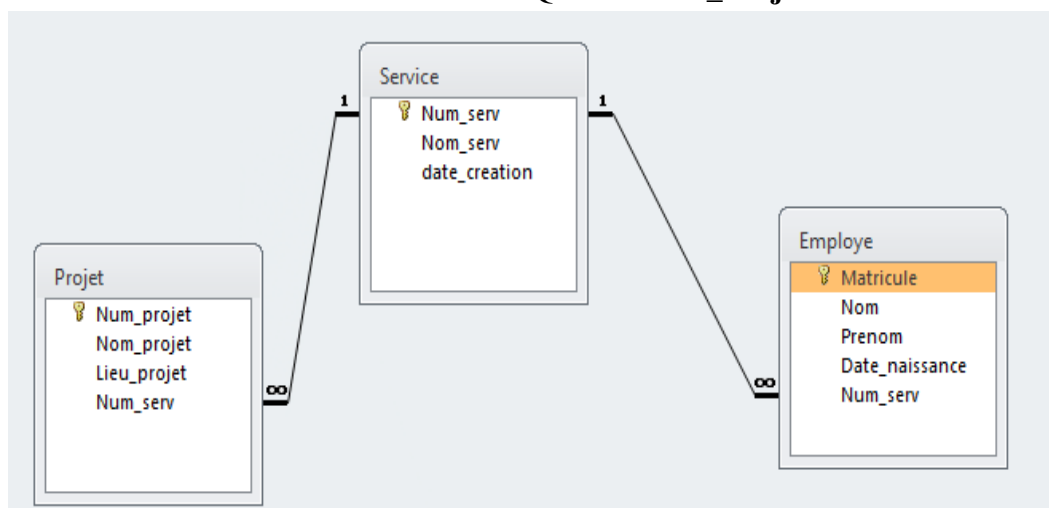 Service
1
1
Num_serv
Nom_serv
date_creation
Employe
Matricule
Nom
Prenom
Date_naissance
Num_serv
∞
Projet
Num_projet
Nom_projet
Lieu_projet
Num_serv
∞